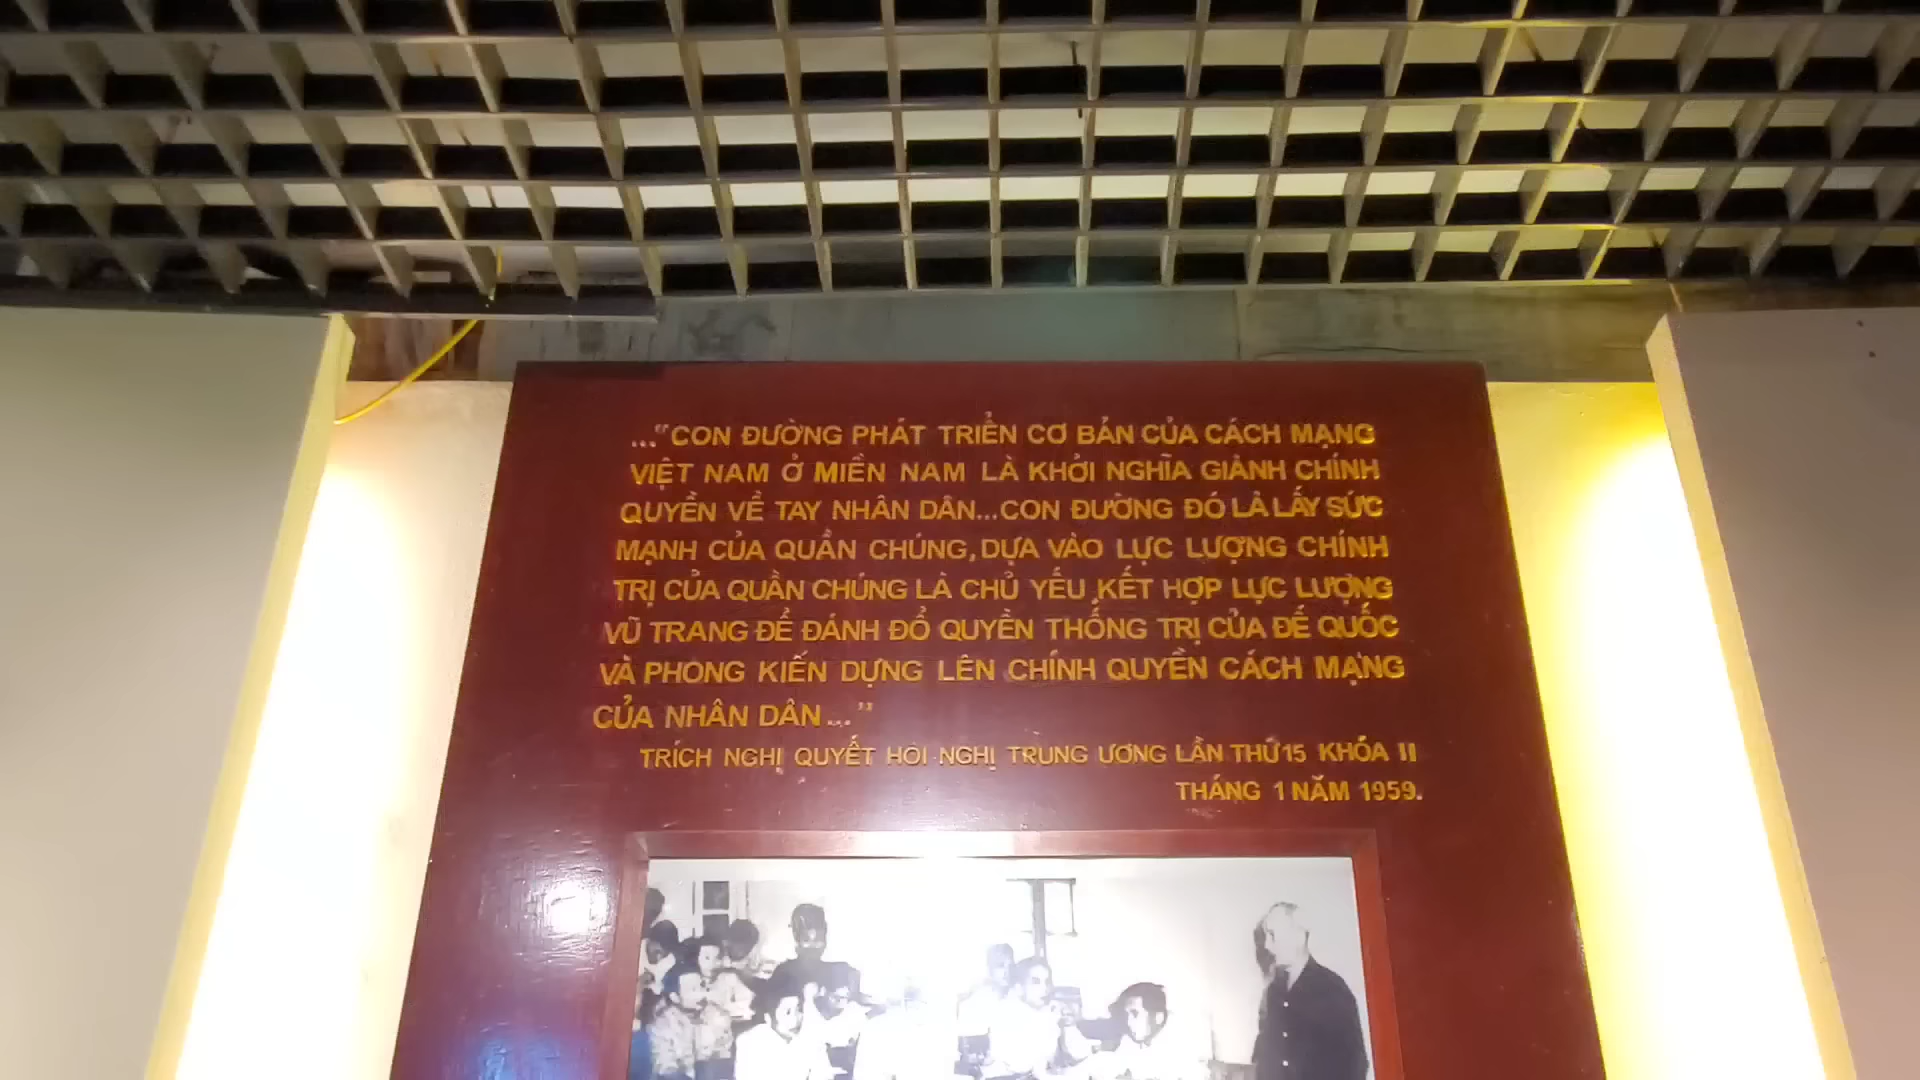 ..."CON ĐƯỜNG PHÁT TRIỂN CƠ BẢN CỦA CÁCH MẠNG
VIỆT NAM Ở MIỀN NAM LÀ KHỞI NGHĨA GIÀNH CHÍNH
QUYỀN VỀ TAY NHÂN DÂN...CON ĐƯỜNG ĐÓ LÀ LẤY SỨC
MẠNH CỦA QUẦN CHÚNG, DỰA VÀO LỰC LƯỢNG CHÍNH
TRỊ CỦA QUẦN CHÚNG LÀ CHỦ YẾU KẾT HỢP LỰC LƯỢNG
VŨ TRANG ĐỂ ĐÁNH ĐỔ QUYỀN THỐNG TRỊ CỦA ĐẾ QUỐC
VÀ PHONG KIẾN DỰNG LÊN CHÍNH QUYỀN CÁCH MẠNG
CỦA NHÂN DÂN..."
TRÍCH NGHỊ QUYẾT HỘI NGHỊ TRUNG ƯƠNG LẦN THỨ 15 KHÓA II
THÁNG 1 NĂM 1959.